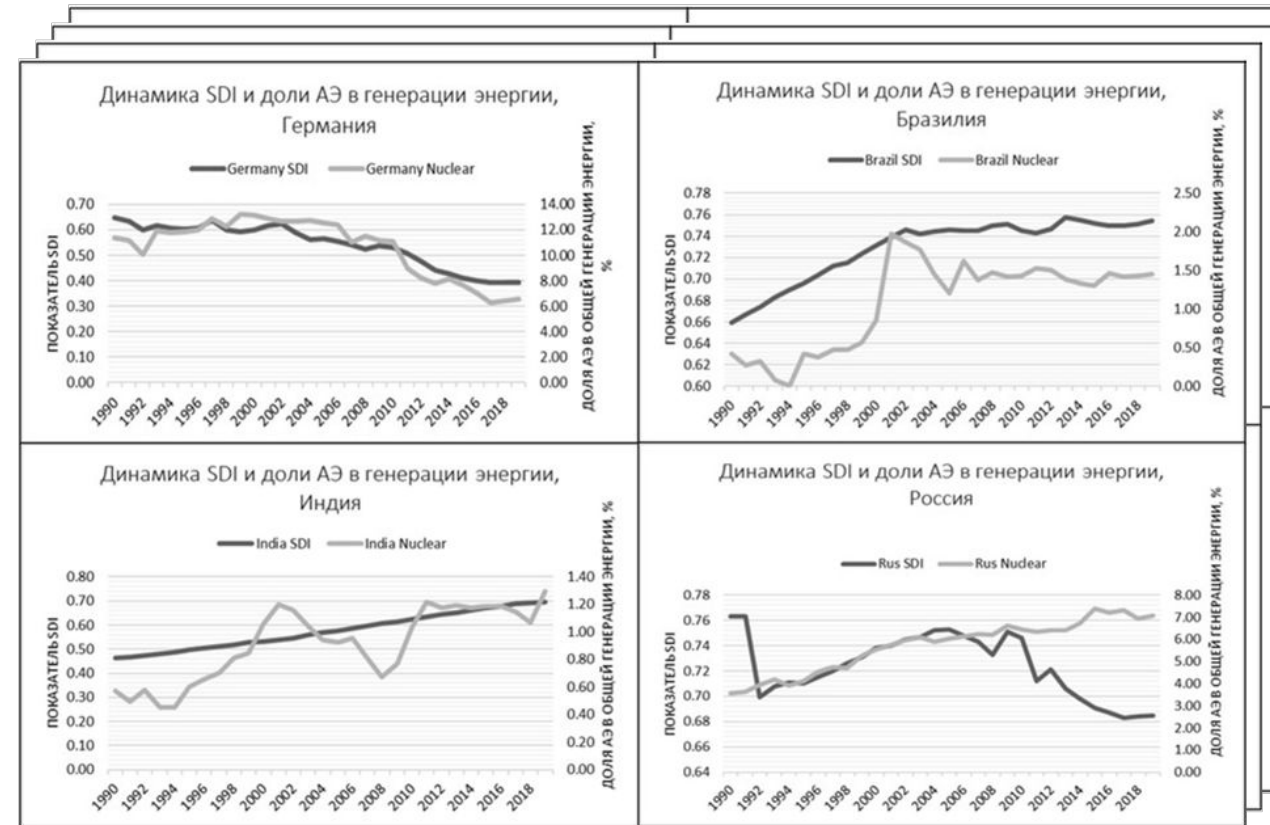 Динамика SDI и доли АЭ в генерации энергии,
Германия
Germany SDI Germany Nuclear
ПОКАЗАТЕЛЬ SDI
0.70
0.60
0.50
0.40
0.30
0.20
0.10
0.00
14.00
12.00
10.00
8.00
6.00
4.00
2.00
0.00
ДОЛЯ АЭ В ОБЩЕЙ ГЕНЕРАЦИИ ЭНЕРГИИ,
%
1990 1992 1994 1996 1998 2000 2002 2004 2006 2008 2010 2012 2014 2016 2018
Динамика SDI и доли АЭ в генерации энергии,
Бразилия
Brazil SDI Brazil Nuclear
ПОКАЗАТЕЛЬ SDI
0.78
0.76
0.74
0.72
0.70
0.68
0.66
0.64
0.62
0.60
2.50
2.00
1.50
1.00
0.50
0.00
ДОЛЯ АЭ В ОБЩЕЙ ГЕНЕРАЦИИ ЭНЕРГИИ, %
1990 1992 1994 1996 1998 2000 2002 2004 2006 2008 2010 2012 2014 2016 2018
Динамика SDI и доли АЭ в генерации энергии,
Индия
India SDI India Nuclear
ПОКАЗАТЕЛЬ SDI
0.80
0.70
0.60
0.50
0.40
0.30
0.20
0.10
0.00
1.40
1.20
1.00
0.80
0.60
0.40
0.20
0.00
ДОЛЯ АЭ В ОБЩЕЙ ГЕНЕРАЦИИ ЭНЕРГИИ, %
1990 1992 1994 1996 1998 2000 2002 2004 2006 2008 2010 2012 2014 2016 2018
Динамика SDI и доли АЭ в генерации энергии,
Россия
Rus SDI Rus Nuclear
ПОКАЗАТЕЛЬ SDI
0.78
0.76
0.74
0.72
0.70
0.68
0.66
0.64
8.00
7.00
6.00
5.00
4.00
3.00
2.00
1.00
0.00
ДОЛЯ АЭ В ОБЩЕЙ ГЕНЕРАЦИИ ЭНЕРГИИ, %
1990 1992 1994 1996 1998 2000 2002 2004 2006 2008 2010 2012 2014 2016 2018